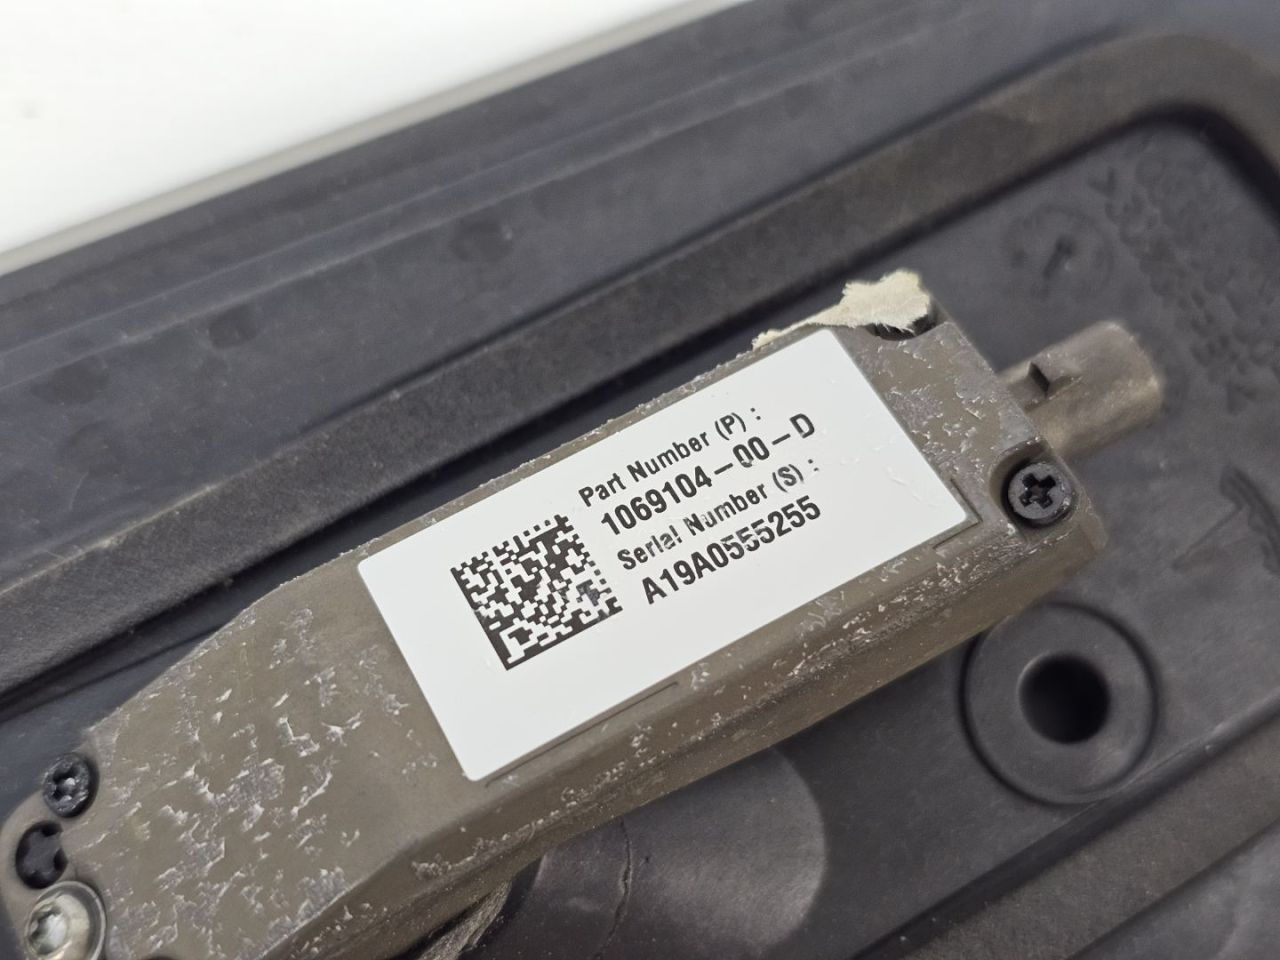 Part Number (P) :
1069104-00-D
Serial Number (S) :
A19A0555255